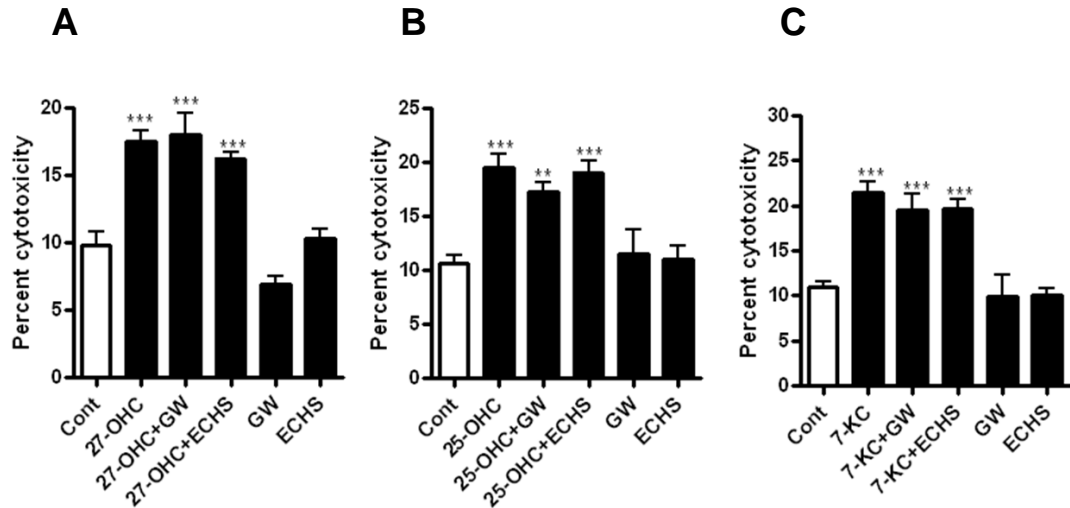 A
B
C
Percent cytotoxicity
20
15
10
5
0
***
***
***
Cont
27-OHC
27-OHC+GW
27-OHC+ECHS
GW
ECHS
Percent cytotoxicity
25
20
15
10
5
0
***
**
***
Cont
25-OHC
25-OHC+GW
25-OHC+ECHS
GW
ECHS
Percent cytotoxicity
30
25
20
15
10
5
0
***
***
***
Cont
7-KC
7-KC+GW
7-KC+ECHS
GW
ECHS